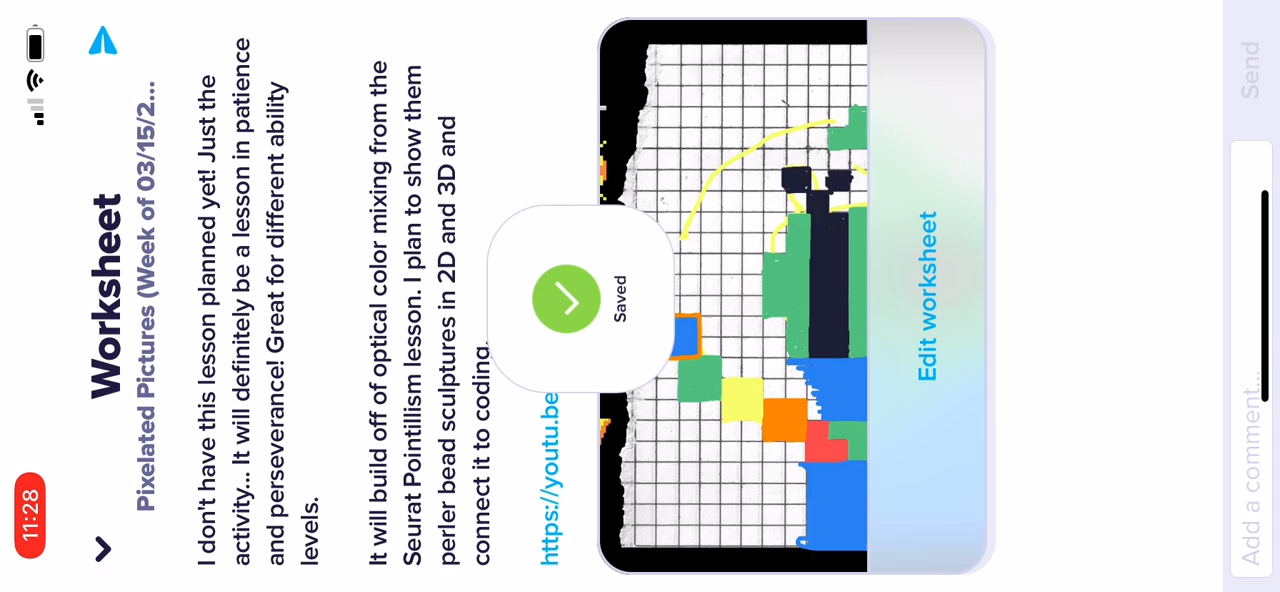 11:28
Worksheet
Pixelated Pictures (Week of 03/15/2...
I don't have this lesson planned yet! Just the
activity... It will definitely be a lesson in patience
and perseverance! Great for different ability
levels.
It will build off of optical color mixing from the
Seurat Pointillism lesson. I plan to show them
perler bead sculptures in 2D and 3D and
connect it to coding.
https://youtu.be
Saved
Edit worksheet
Add a comment...
Send